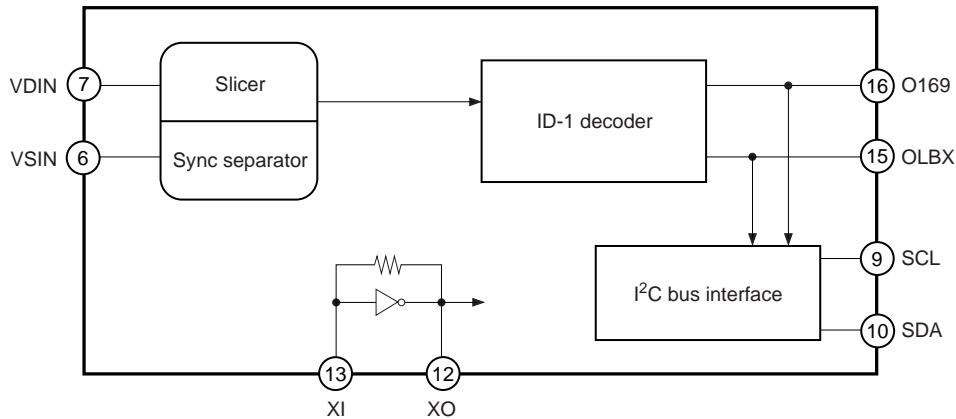 VDIN
7
Slicer
VSIN
6
Sync separator
ID-1 decoder
16
O169
15
OLBX
I²C bus interface
9
SCL
10
SDA
13
XI
12
XO